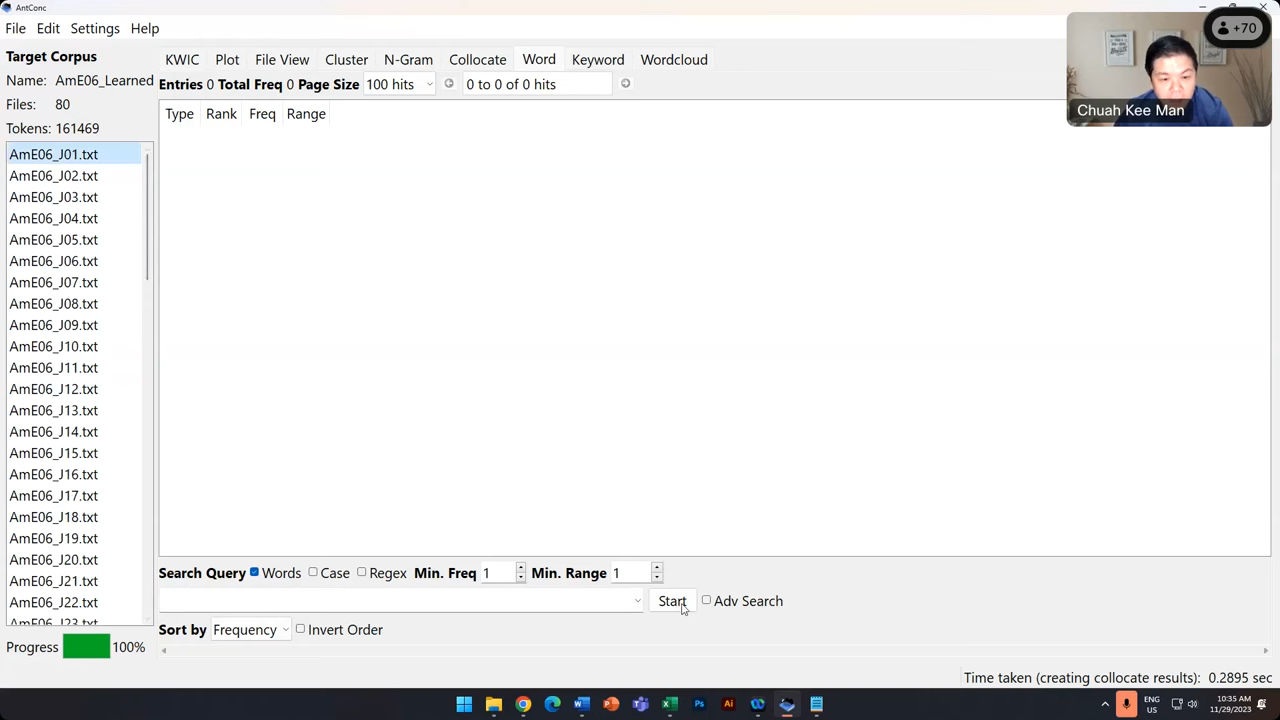 AntConc
File Edit Settings Help
+70
Chuah Kee Man
Target Corpus
Name: AmE06_Learned
Files: 80
Tokens: 161469
AmE06_J01.txt
AmE06_J02.txt
AmE06_J03.txt
AmE06_J04.txt
AmE06_J05.txt
AmE06_J06.txt
AmE06_J07.txt
AmE06_J08.txt
AmE06_J09.txt
AmE06_J10.txt
AmE06_J11.txt
AmE06_J12.txt
AmE06_J13.txt
AmE06_J14.txt
AmE06_J15.txt
AmE06_J16.txt
AmE06_J17.txt
AmE06_J18.txt
AmE06_J19.txt
AmE06_J20.txt
AmE06_J21.txt
AmE06_J22.txt
AmE06_J23.txt
Progress 100%
KWIC Plot File View Cluster N-Gram Collocate Word Keyword Wordcloud
Entries 0 Total Freq 0 Page Size 100 hits 0 to 0 of 0 hits
Type Rank Freq Range
Search Query Words Case Regex Min. Freq 1 Min. Range 1
Start Adv Search
Sort by Frequency Invert Order
Time taken (creating collocate results): 0.2895 sec
ENG
US
10:35 AM
11/29/2023